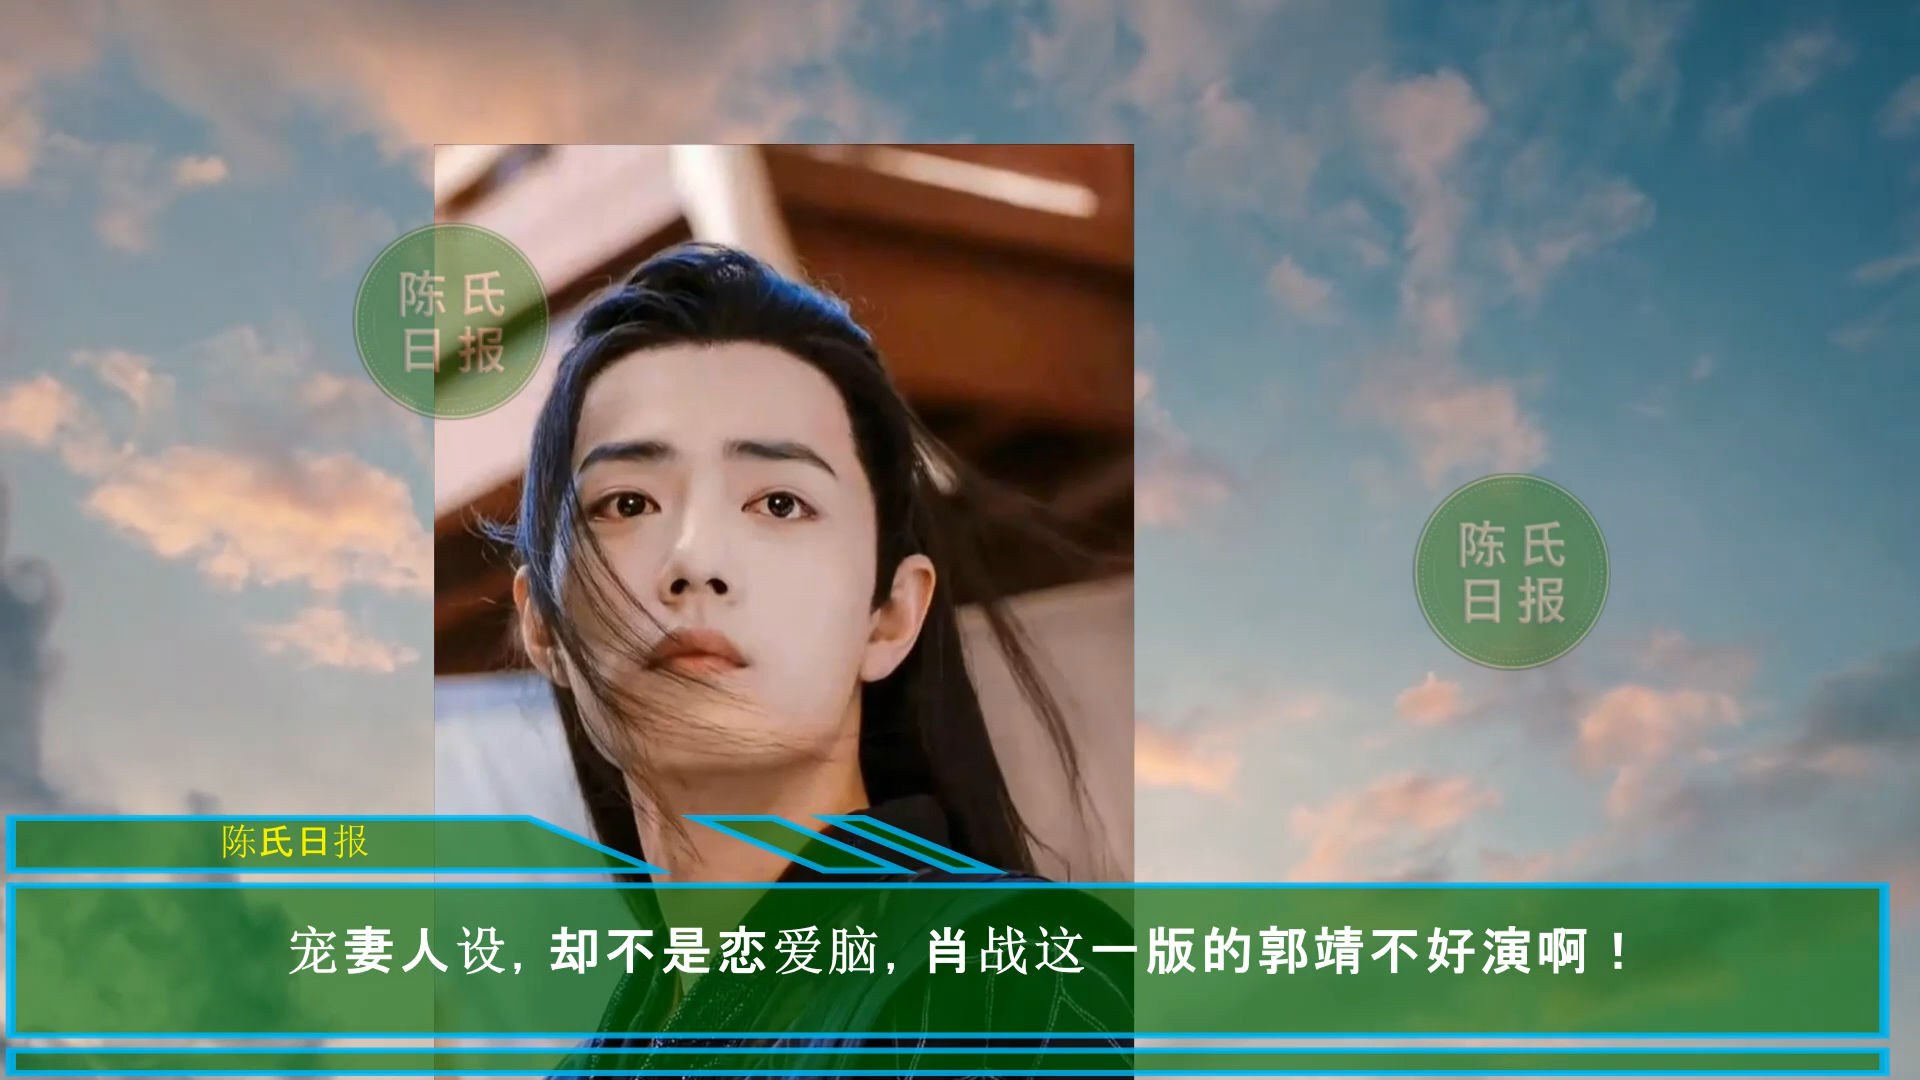 陈氏
日报
陈氏
日报
陈氏日报
宠妻人设, 却不是恋爱脑, 肖战这一版的郭靖不好演啊！